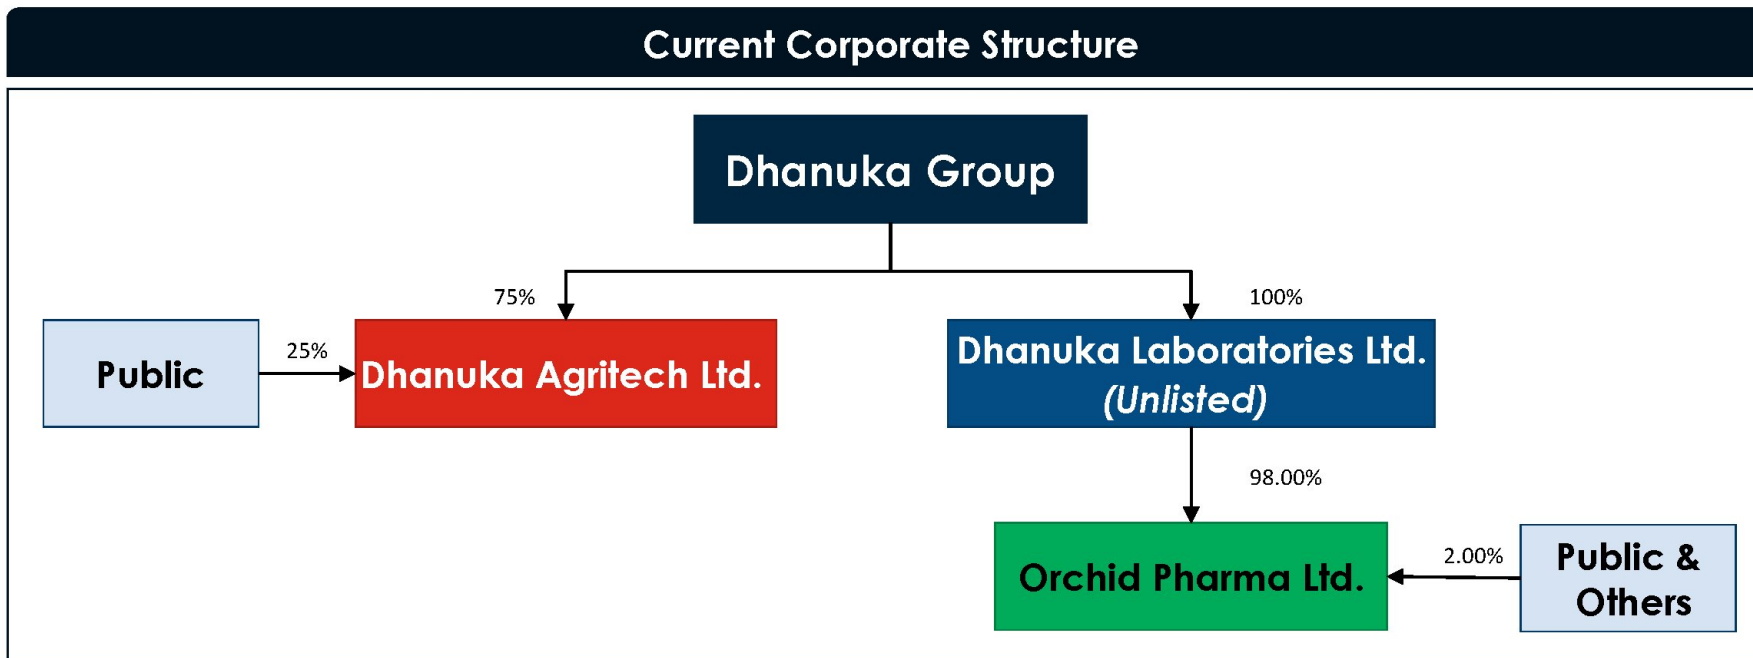 Current Corporate Structure
Dhanuka Group
75%
100%
Public
25%
Dhanuka Agritech Ltd.
Dhanuka Laboratories Ltd.
(Unlisted)
98.00%
Orchid Pharma Ltd.
2.00%
Public &
Others